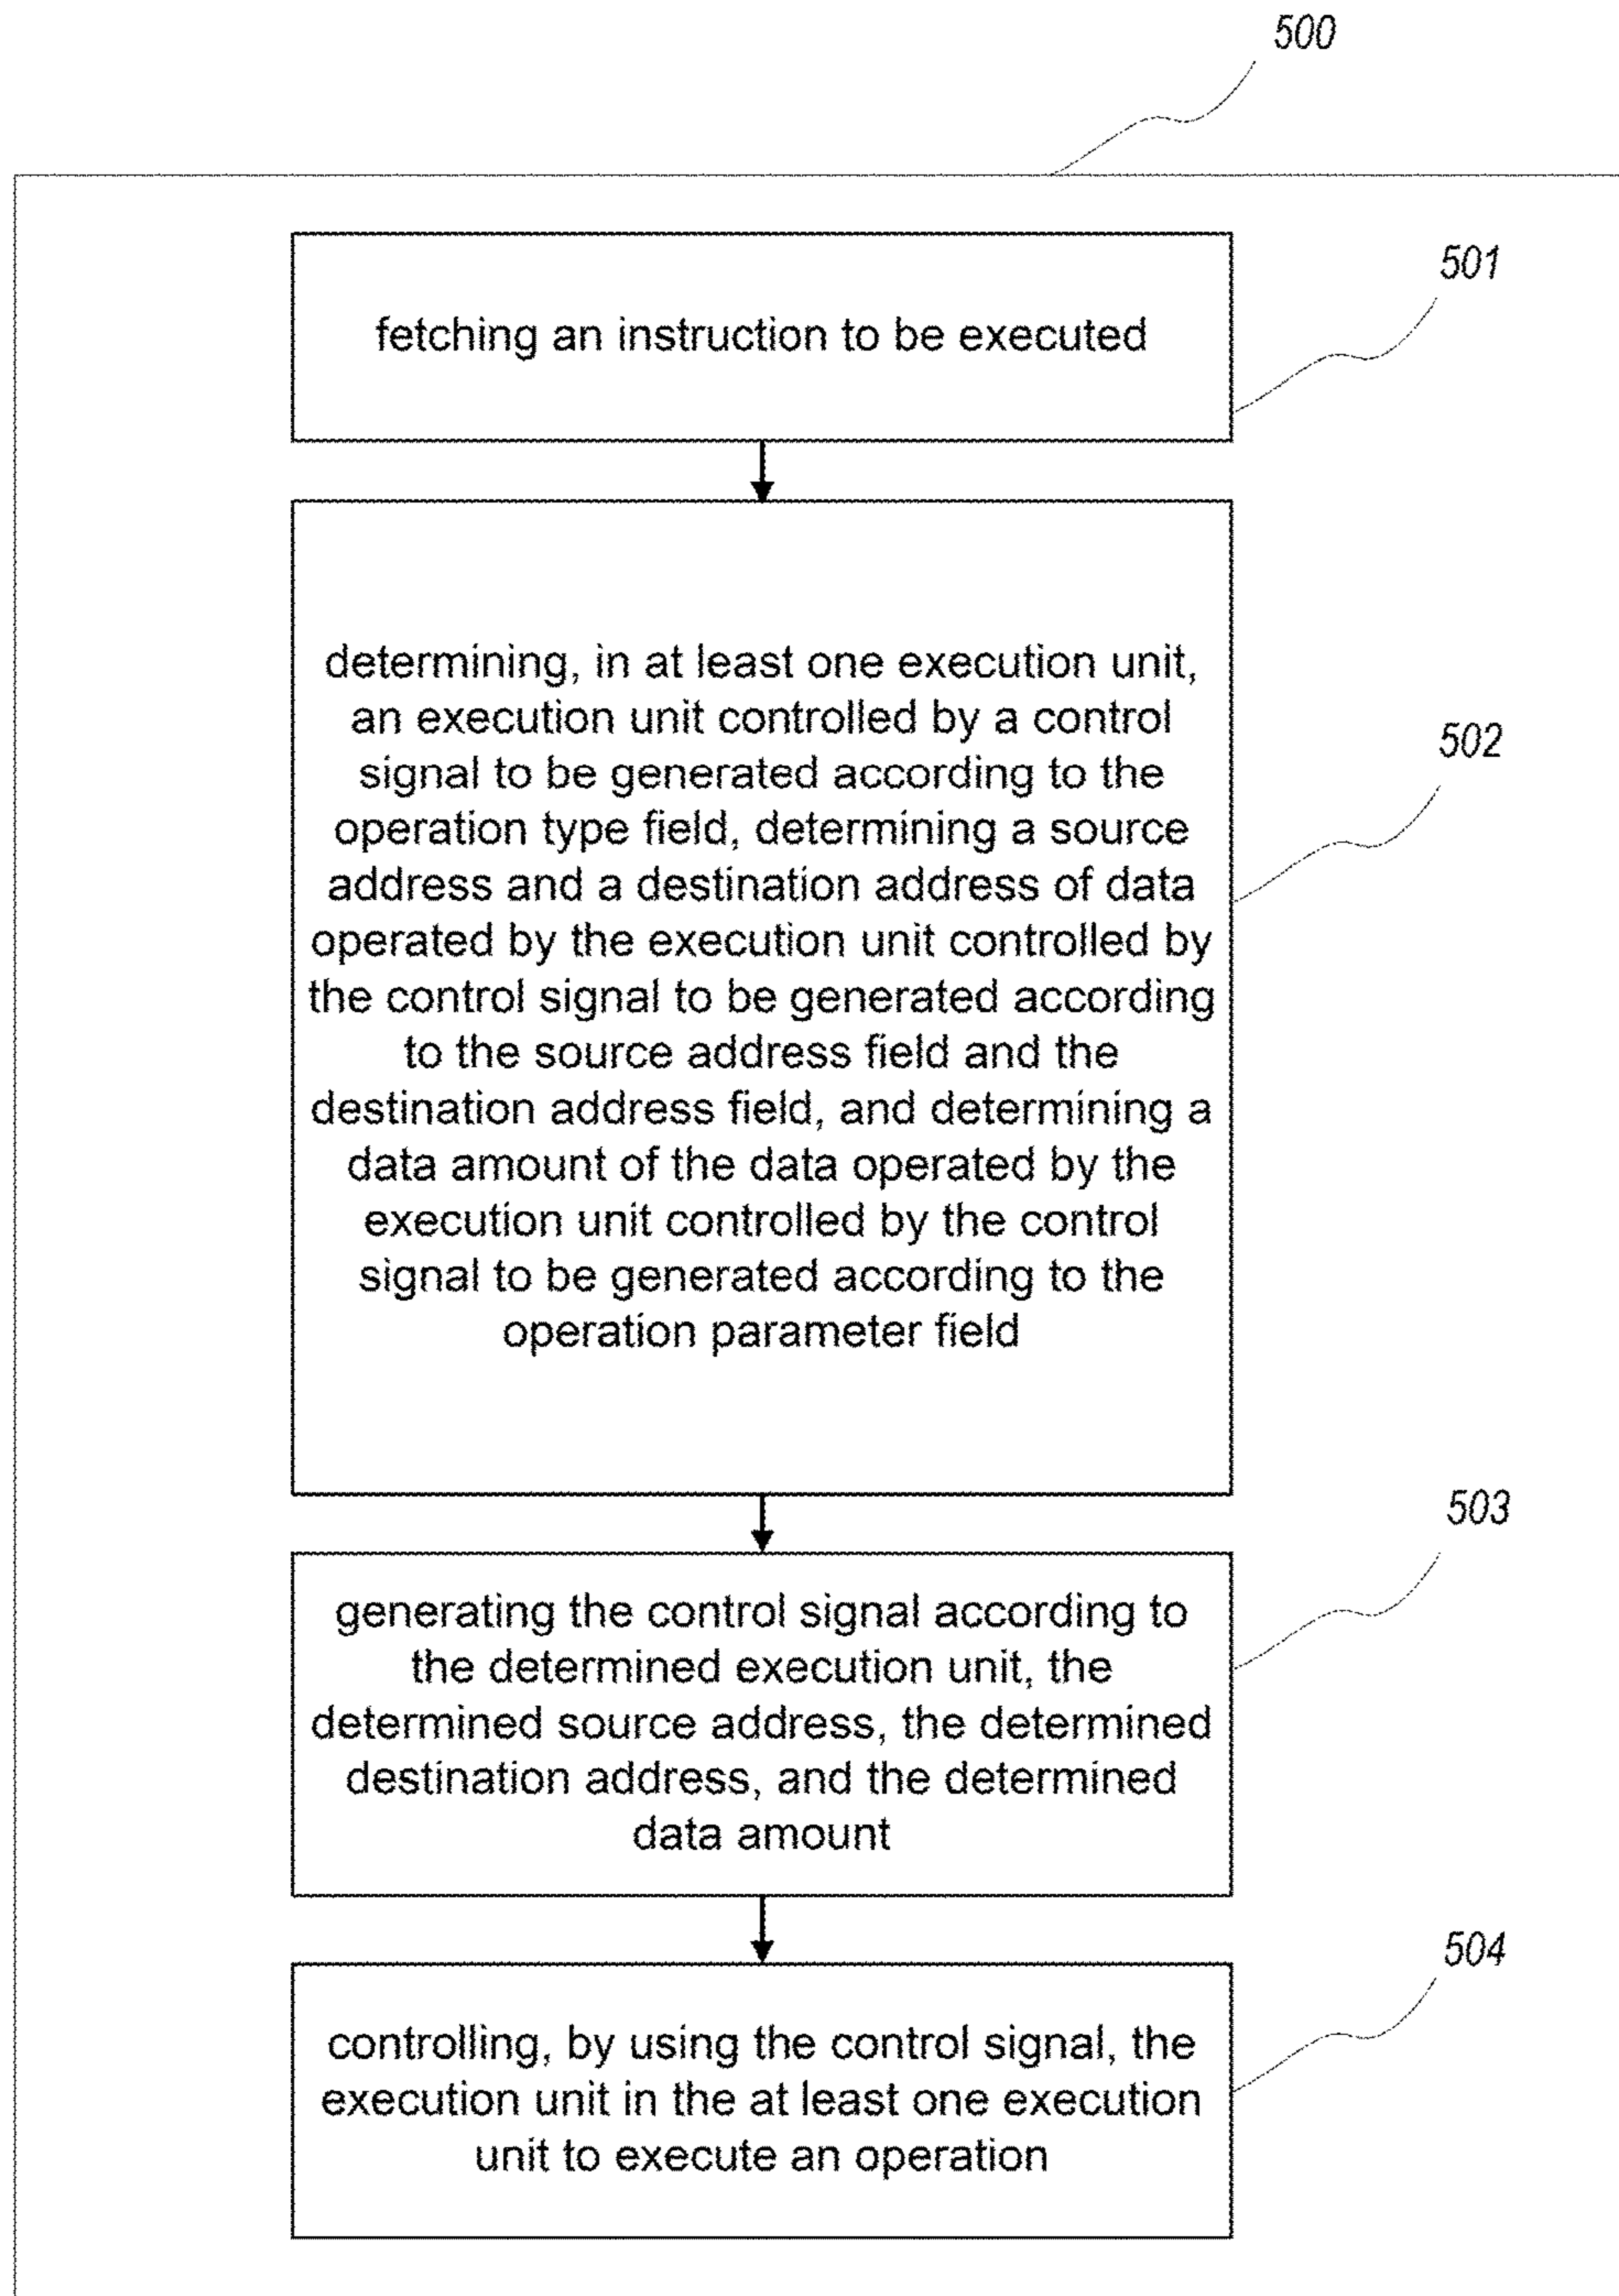 500
fetching an instruction to be executed
501
determining, in at least one execution unit,
an execution unit controlled by a control
signal to be generated according to the
operation type field, determining a source
address and a destination address of data
operated by the execution unit controlled by
the control signal to be generated according
to the source address field and the
destination address field, and determining a
data amount of the data operated by the
execution unit controlled by the control
signal to be generated according to the
operation parameter field
502
generating the control signal according to
the determined execution unit, the
determined source address, the determined
destination address, and the determined
data amount
503
controlling, by using the control signal, the
execution unit in the at least one execution
unit to execute an operation
504